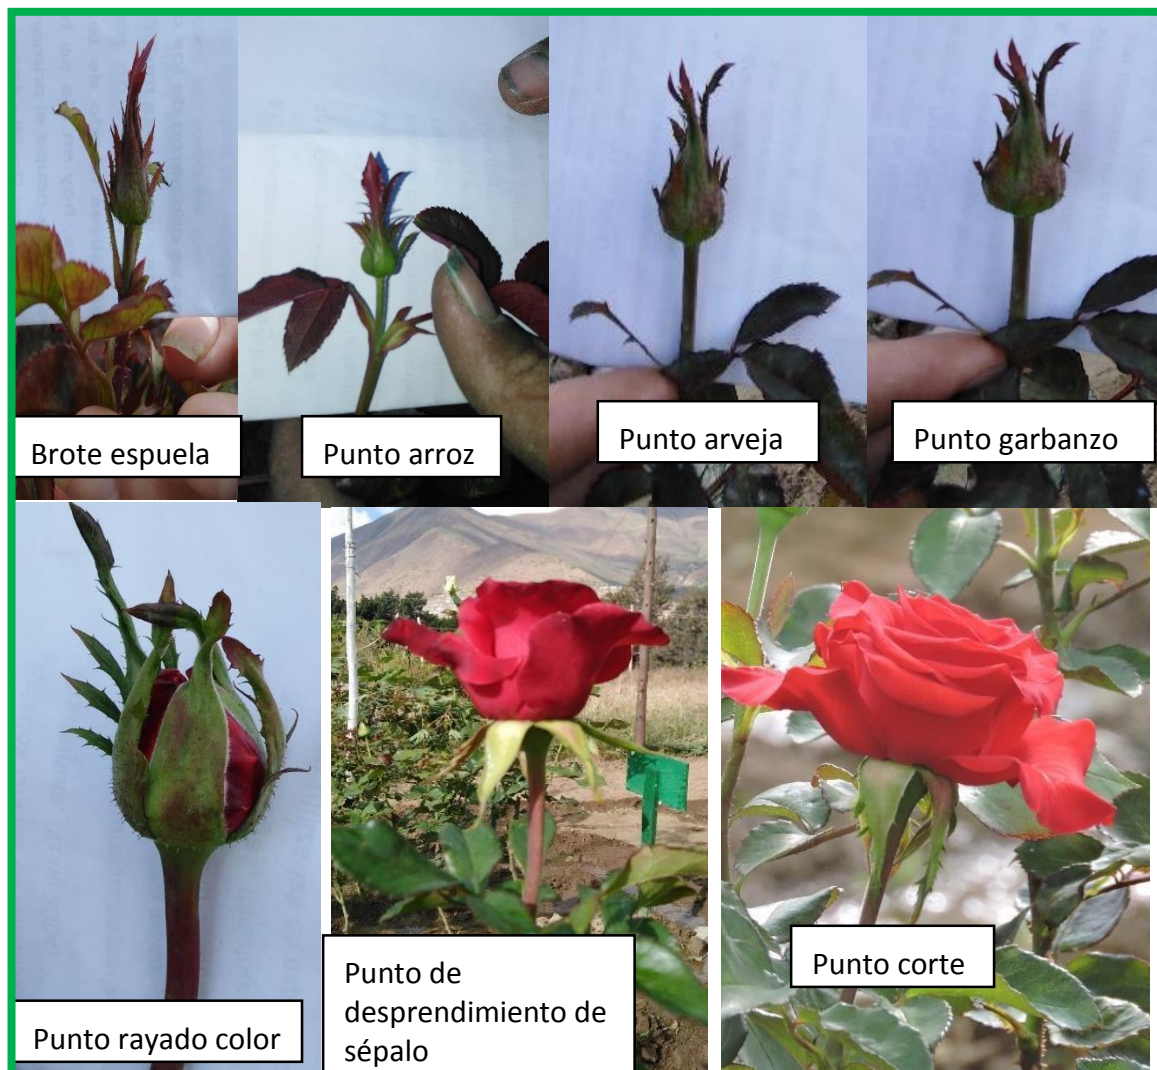 Brote espuela
Punto arroz
Punto arveja
Punto garbanzo
Punto rayado color
Punto de
desprendimiento de
sépalo
Punto corte